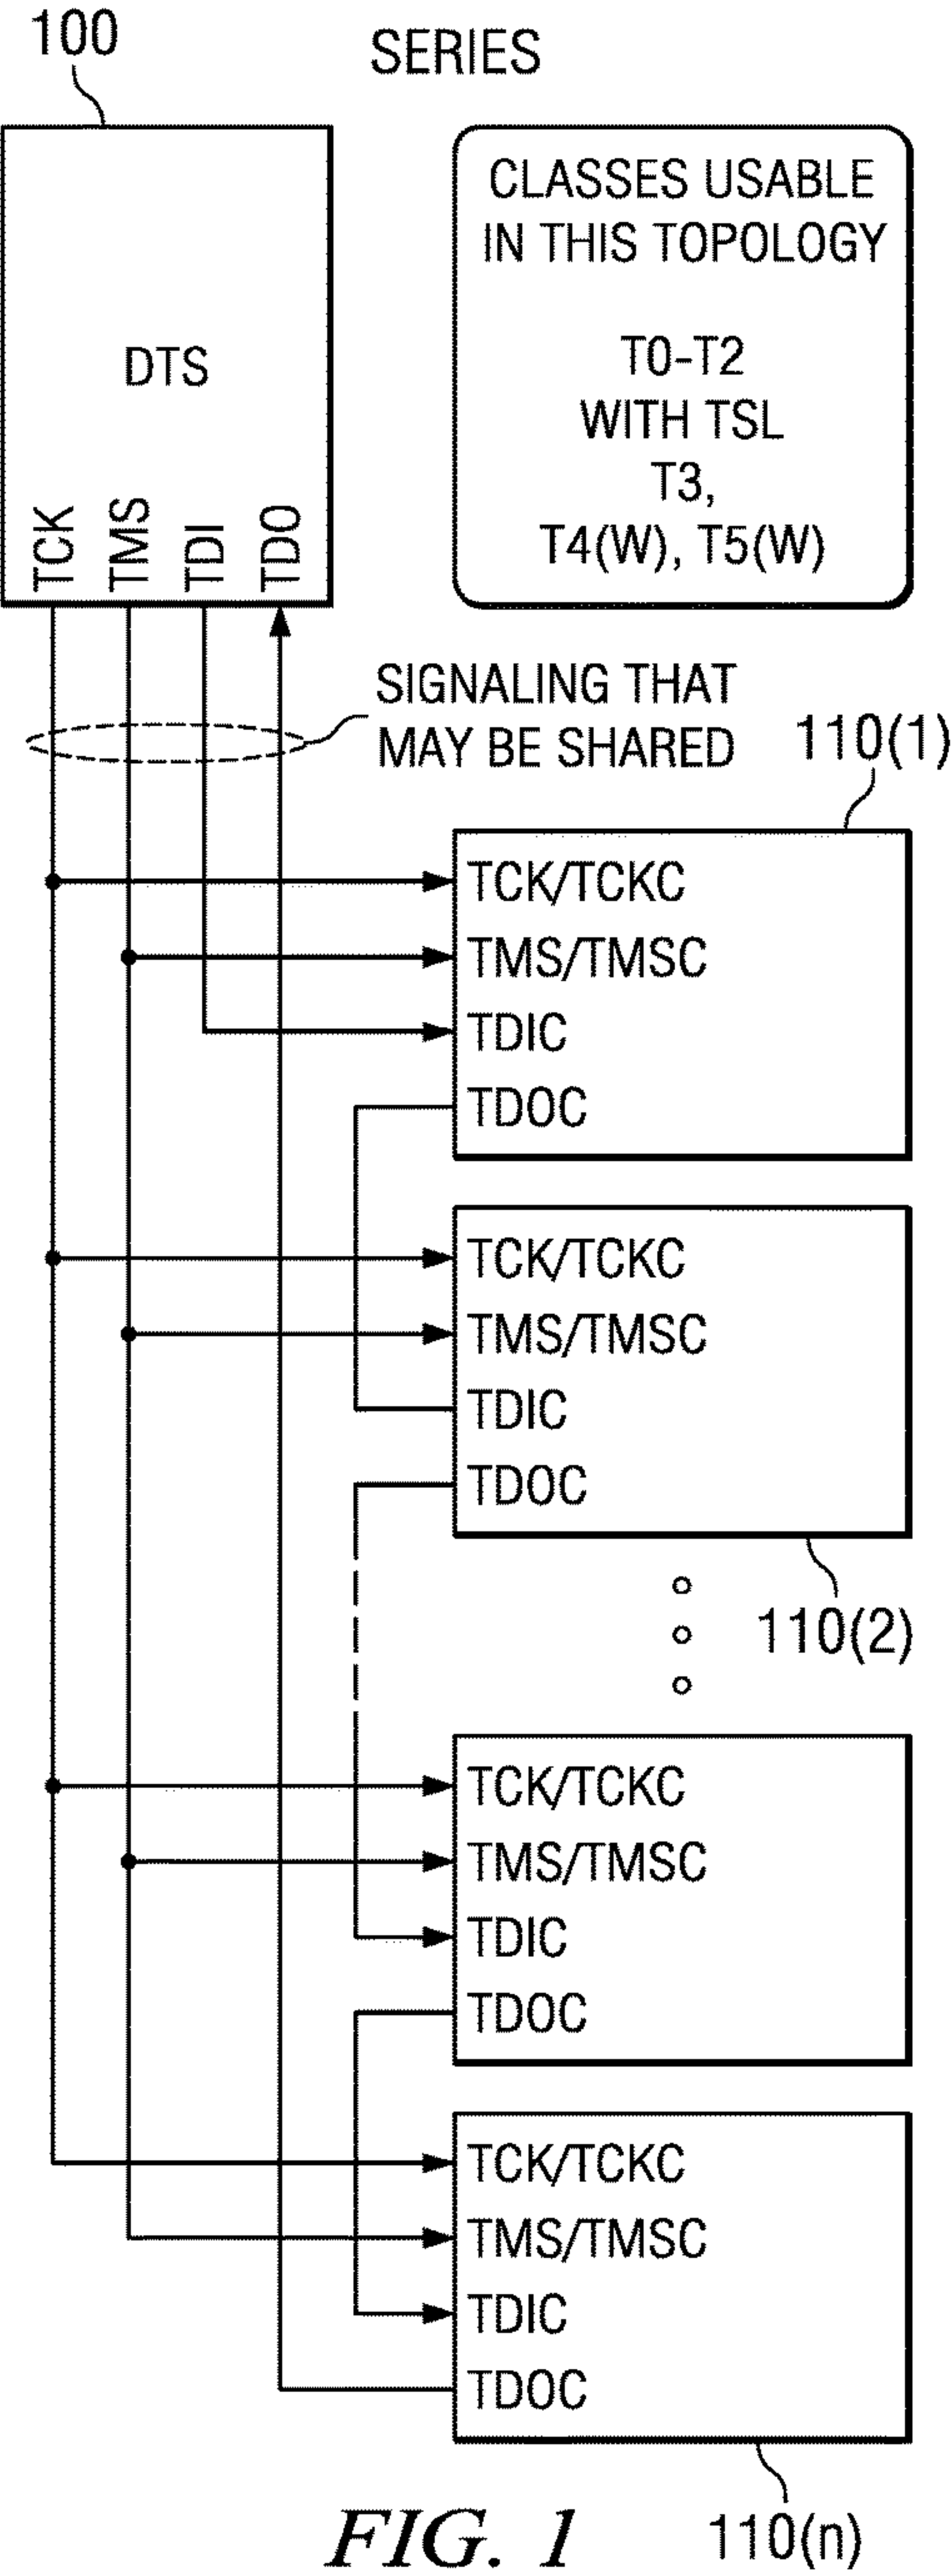 100
SERIES
CLASSES USABLE
IN THIS TOPOLOGY
T0-T2
WITH TSL
T3,
T4(W), T5(W)
DTS
TCK
TMS
TDI
TDO
SIGNALING THAT
MAY BE SHARED
110(1)
TCK/TCKC
TMS/TMSC
TDIC
TDOC
TCK/TCKC
TMS/TMSC
TDIC
TDOC
110(2)
TCK/TCKC
TMS/TMSC
TDIC
TDOC
TCK/TCKC
TMS/TMSC
TDIC
TDOC
110(n)
FIG. 1